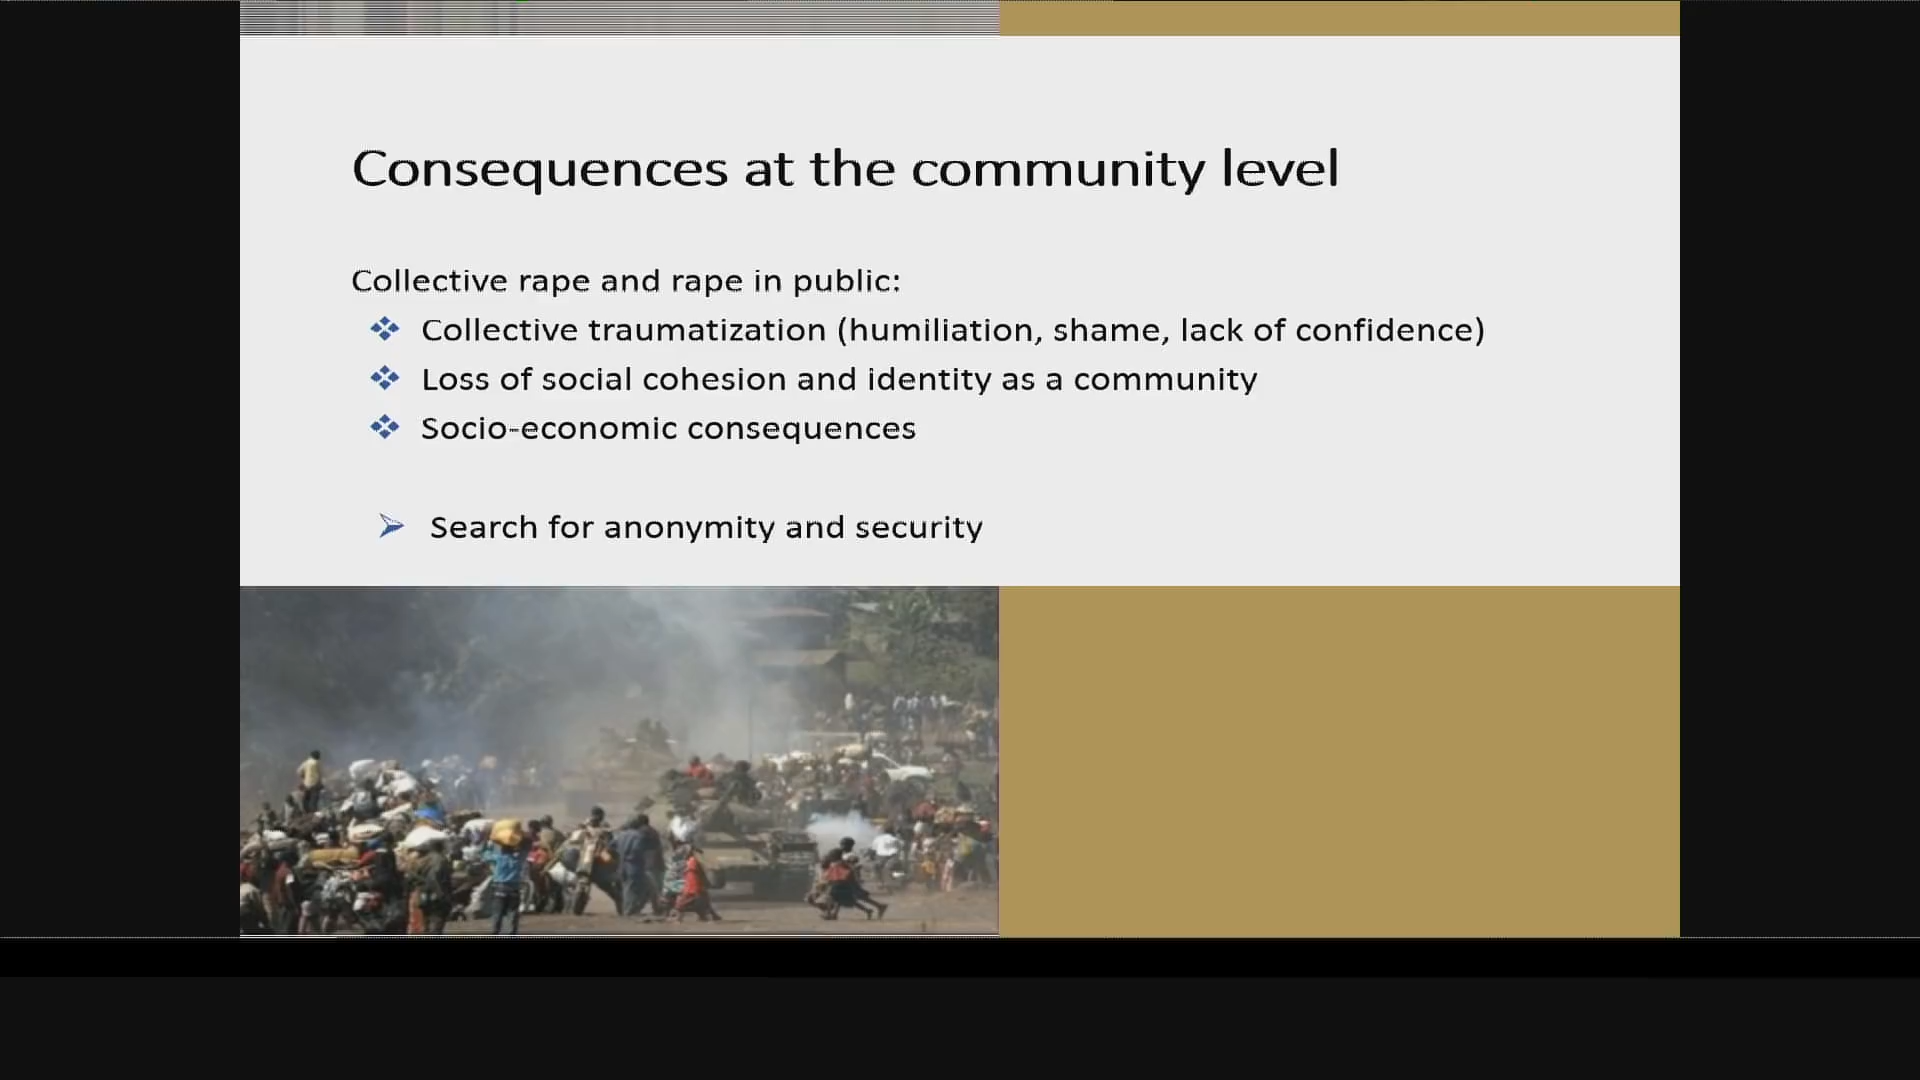 Consequences at the community level
Collective rape and rape in public:
Collective traumatization (humiliation, shame, lack of confidence)
Loss of social cohesion and identity as a community
Socio-economic consequences
Search for anonymity and security